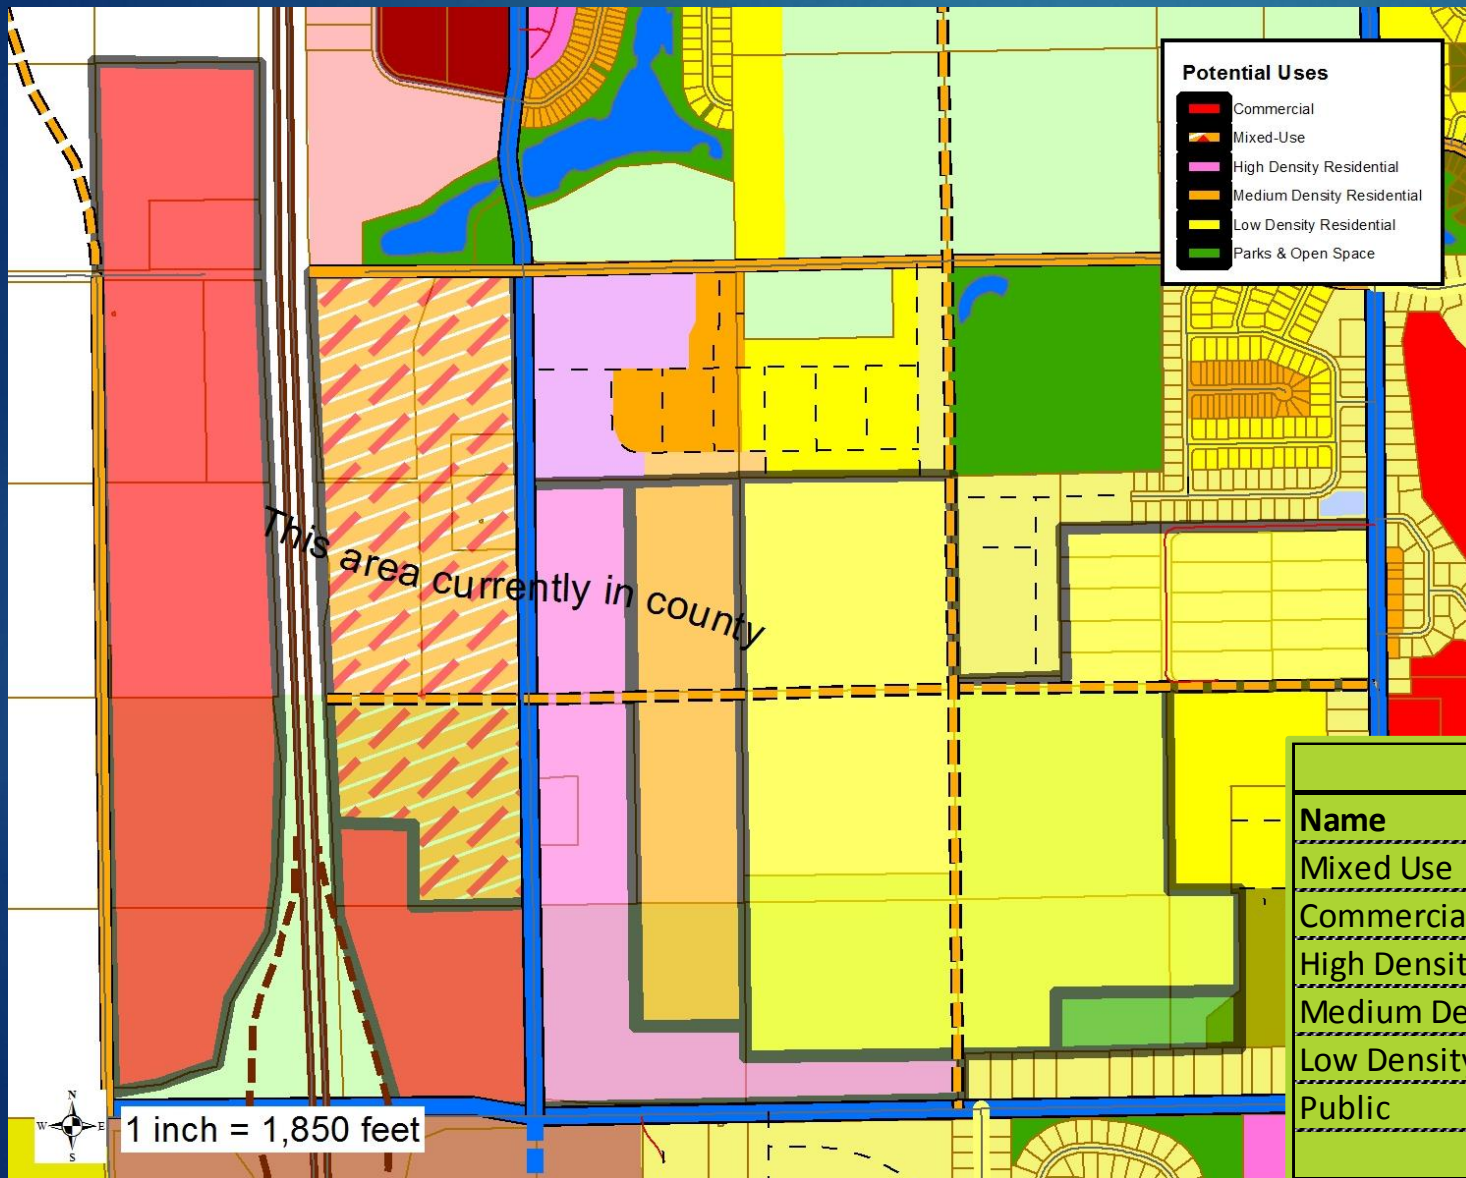 Potential Uses
Commercial
Mixed-Use
High Density Residential
Medium Density Residential
Low Density Residential
Parks & Open Space
This area currently in county
Name
Mixed Use
Commercia
High Densit
Medium De
Low Density
Public
N
W E
S
1 inch = 1,850 feet